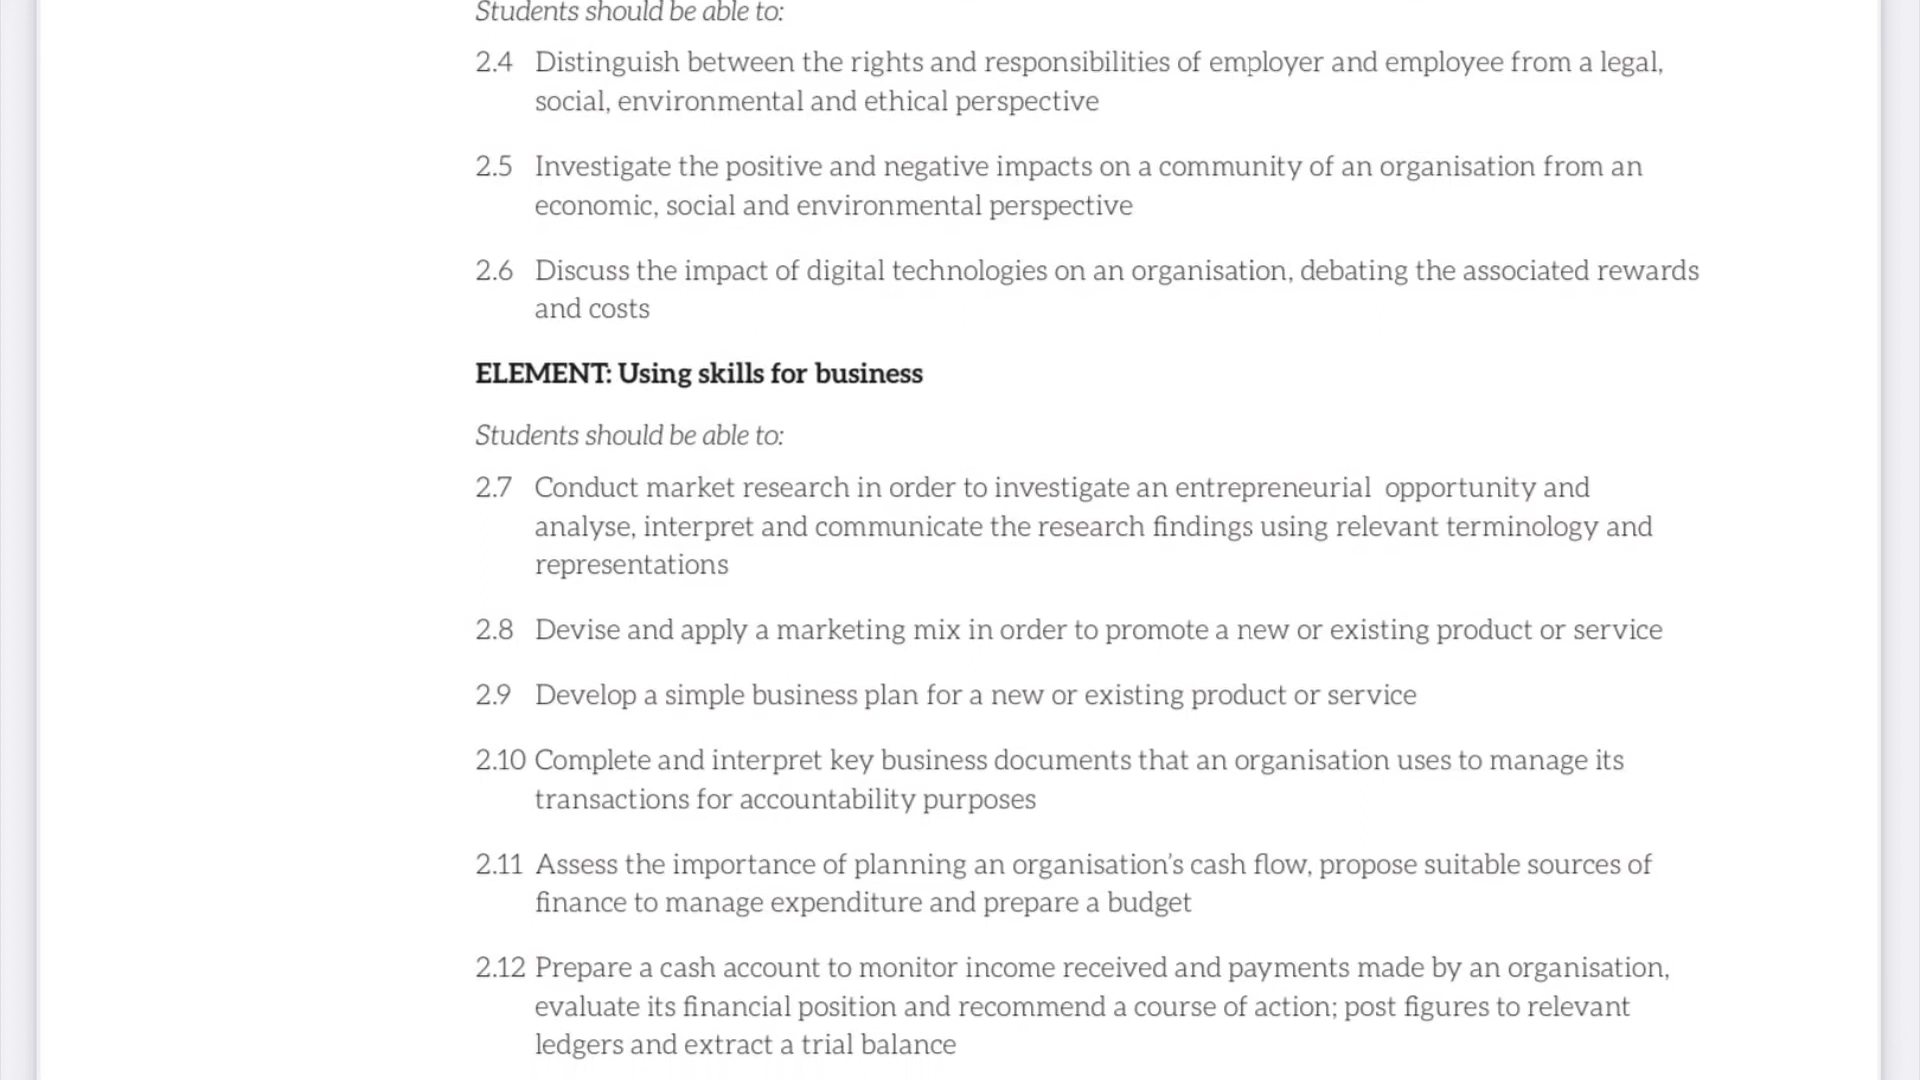 Students should be able to:
2.4 Distinguish between the rights and responsibilities of employer and employee from a legal,
social, environmental and ethical perspective
2.5 Investigate the positive and negative impacts on a community of an organisation from an
economic, social and environmental perspective
2.6 Discuss the impact of digital technologies on an organisation, debating the associated rewards
and costs
ELEMENT: Using skills for business
Students should be able to:
2.7 Conduct market research in order to investigate an entrepreneurial opportunity and
analyse, interpret and communicate the research findings using relevant terminology and
representations
2.8 Devise and apply a marketing mix in order to promote a new or existing product or service
2.9 Develop a simple business plan for a new or existing product or service
2.10 Complete and interpret key business documents that an organisation uses to manage its
transactions for accountability purposes
2.11 Assess the importance of planning an organisation's cash flow, propose suitable sources of
finance to manage expenditure and prepare a budget
2.12 Prepare a cash account to monitor income received and payments made by an organisation,
evaluate its financial position and recommend a course of action; post figures to relevant
ledgers and extract a trial balance